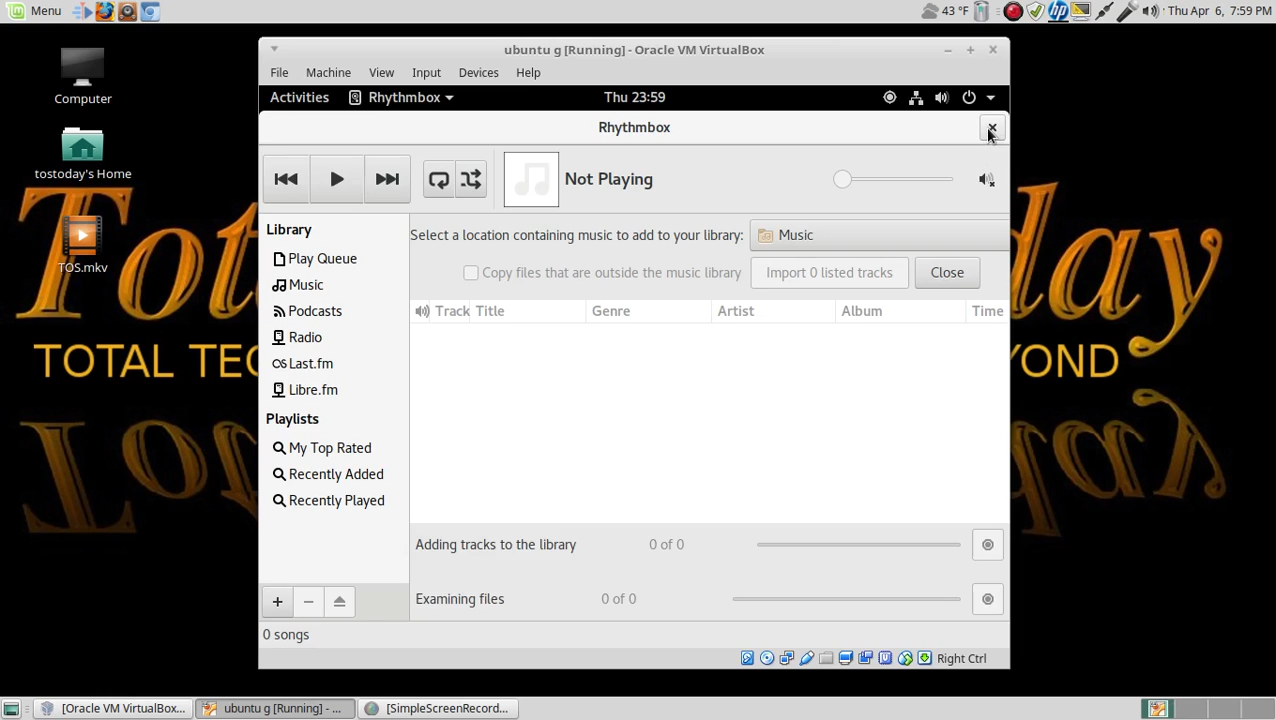 Menu
43 °F
Thu Apr 6, 7:59 PM
Computer
tostoday's Home
TOS.mkv
TOTAL TEC
YOND
ubuntu g [Running] - Oracle VM VirtualBox
File Machine View Input Devices Help
Activities Rhythmbox Thu 23:59
Rhythmbox
Not Playing
Library
Play Queue
Music
Podcasts
Radio
Last.fm
Libre.fm
Playlists
My Top Rated
Recently Added
Recently Played
Select a location containing music to add to your library: Music
Copy files that are outside the music library Import 0 listed tracks Close
Track Title Genre Artist Album Time
Adding tracks to the library 0 of 0
Examining files 0 of 0
0 songs
Right Ctrl
[Oracle VM VirtualBox... ubuntu g [Running] - ... [SimpleScreenRecord...